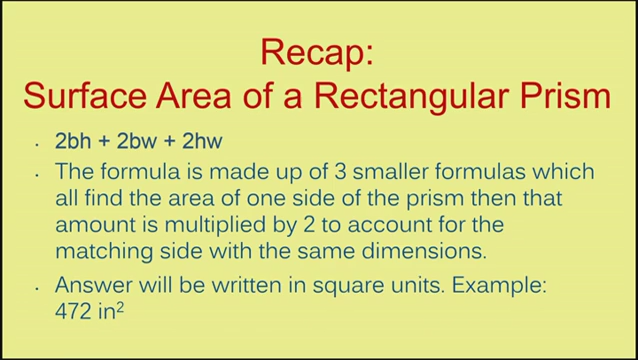 Recap:
Surface Area of a Rectangular Prism
· 2bh + 2bw + 2hw
· The formula is made up of 3 smaller formulas which
all find the area of one side of the prism then that
amount is multiplied by 2 to account for the
matching side with the same dimensions.
· Answer will be written in square units. Example:
472 in²